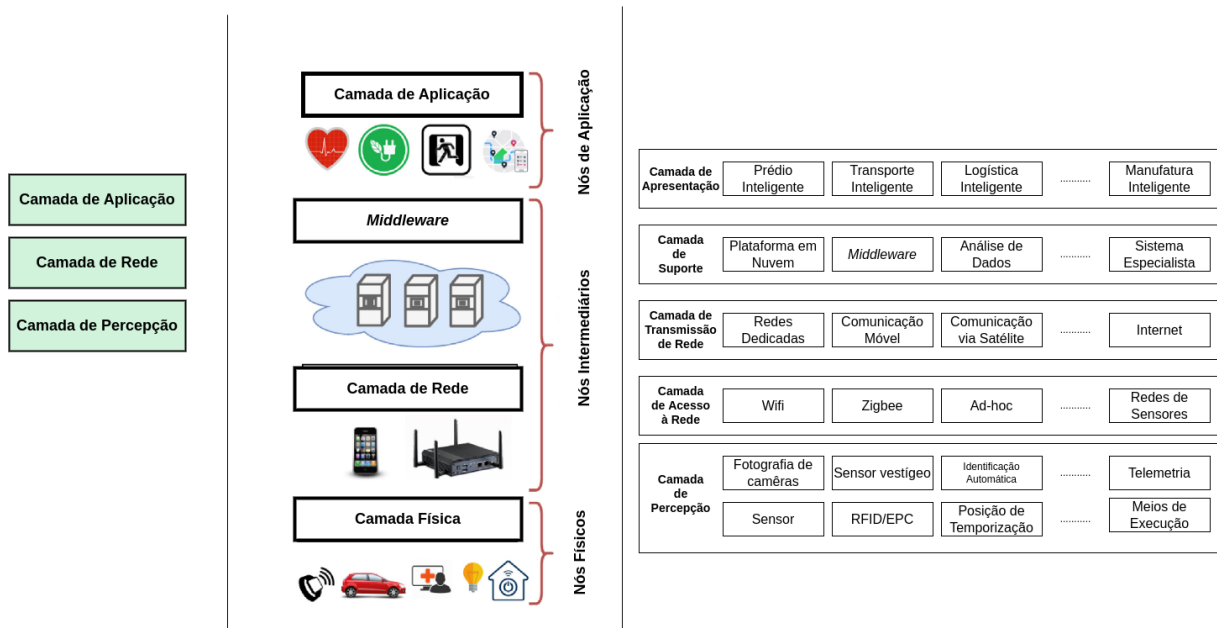 Camada de Aplicação
Camada de Rede
Camada de Percepção
Camada de Aplicação
Nós de Aplicação
Middleware
Nós Intermediários
Camada de Rede
Camada Física
Nós Físicos
Camada de
Apresentação
Prédio
Inteligente
Transporte
Inteligente
Logística
Inteligente
...........
Manufatura
Inteligente
Camada
de
Suporte
Plataforma em
Nuvem
Middleware
Análise de
Dados
...........
Sistema
Especialista
Camada de
Transmissão
de Rede
Redes
Dedicadas
Comunicação
Móvel
Comunicação
via Satélite
...........
Internet
Camada
de Acesso
à Rede
Wifi
Zigbee
Ad-hoc
...........
Redes de
Sensores
Camada
de
Percepção
Fotografia de
camêras
Sensor vestígeo
Identificação
Automática
...........
Telemetria
Sensor
RFID/EPC
Posição de
Temporização
...........
Meios de
Execução